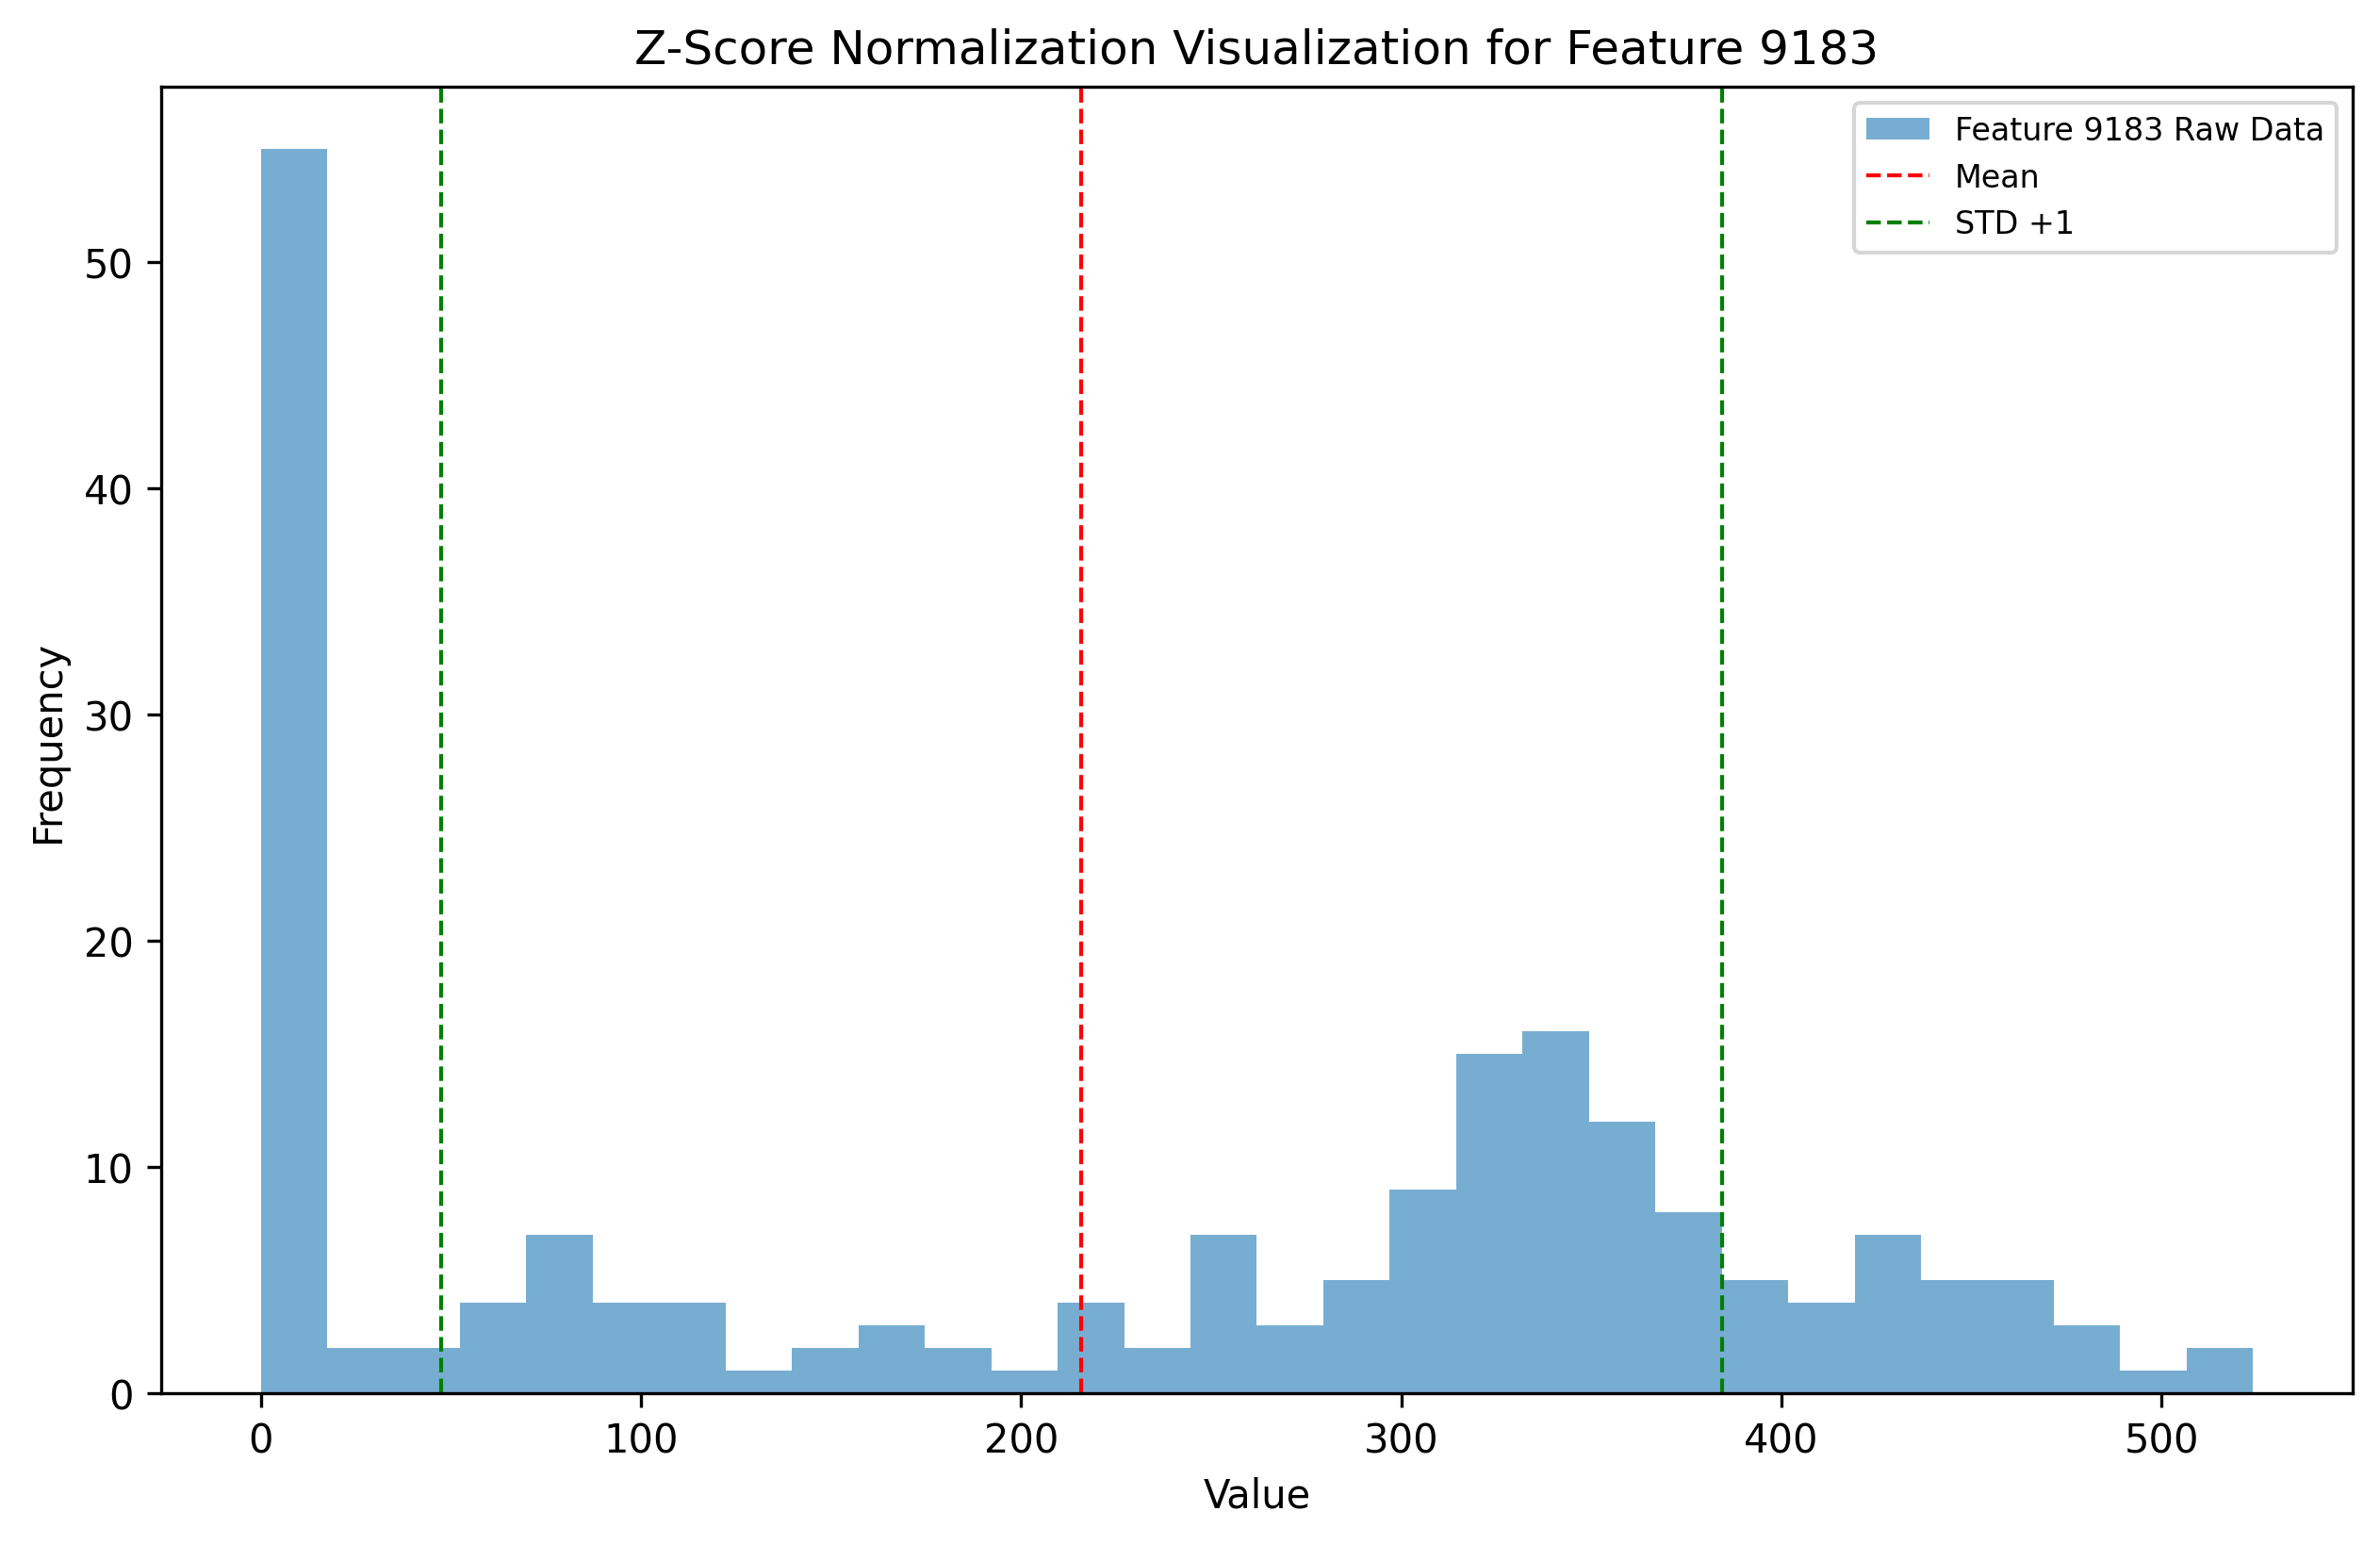 Z-Score Normalization Visualization for Feature 9183
Feature 9183 Raw Data
Mean
STD +1
50
40
30
20
10
0
Frequency
0 100 200 300 400 500
Value